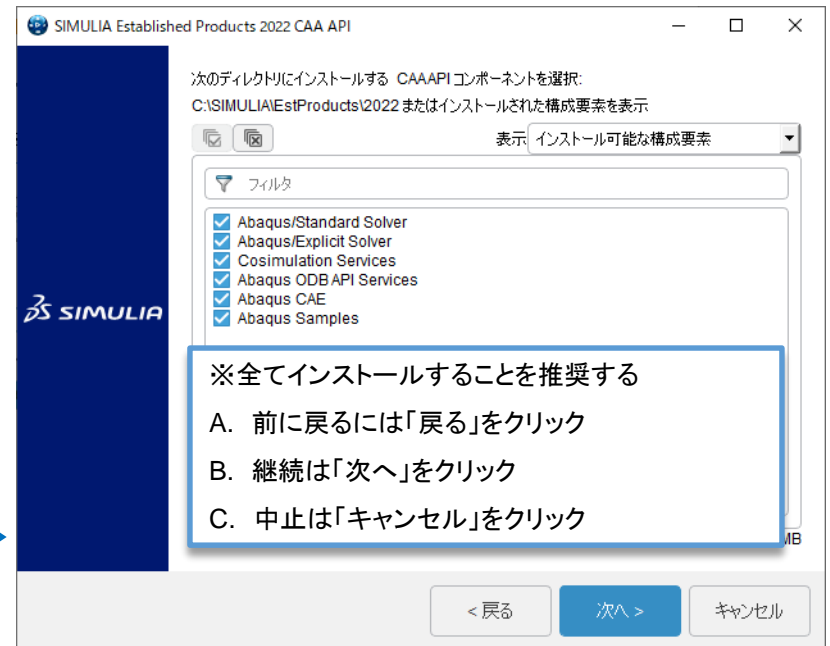 SIMULIA Established Products 2022 CAA API
次のディレクトリにインストールする CAAAPI コンポーネントを選択:
C:\SIMULIA\EstProducts\2022 またはインストールされた構成要素を表示
表示 インストール可能な構成要素
フィルタ
Abaqus/Standard Solver
Abaqus/Explicit Solver
Cosimulation Services
Abaqus ODB API Services
Abaqus CAE
Abaqus Samples
3S SIMULIA
※全てインストールすることを推奨する
A. 前に戻るには「戻る」をクリック
B. 継続は「次へ」をクリック
C. 中止は「キャンセル」をクリック
MB
< 戻る 次へ > キャンセル